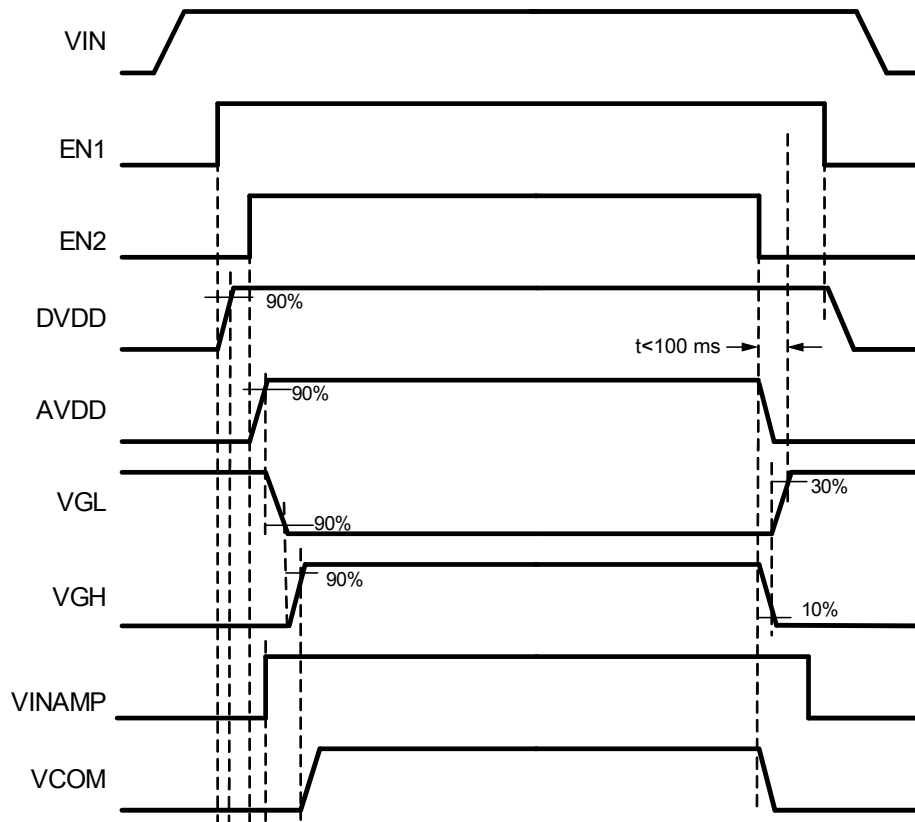 VIN
EN1
EN2
DVDD
90%
t<100 ms
AVDD
90%
VGL
30%
90%
VGH
90%
10%
VINAMP
VCOM